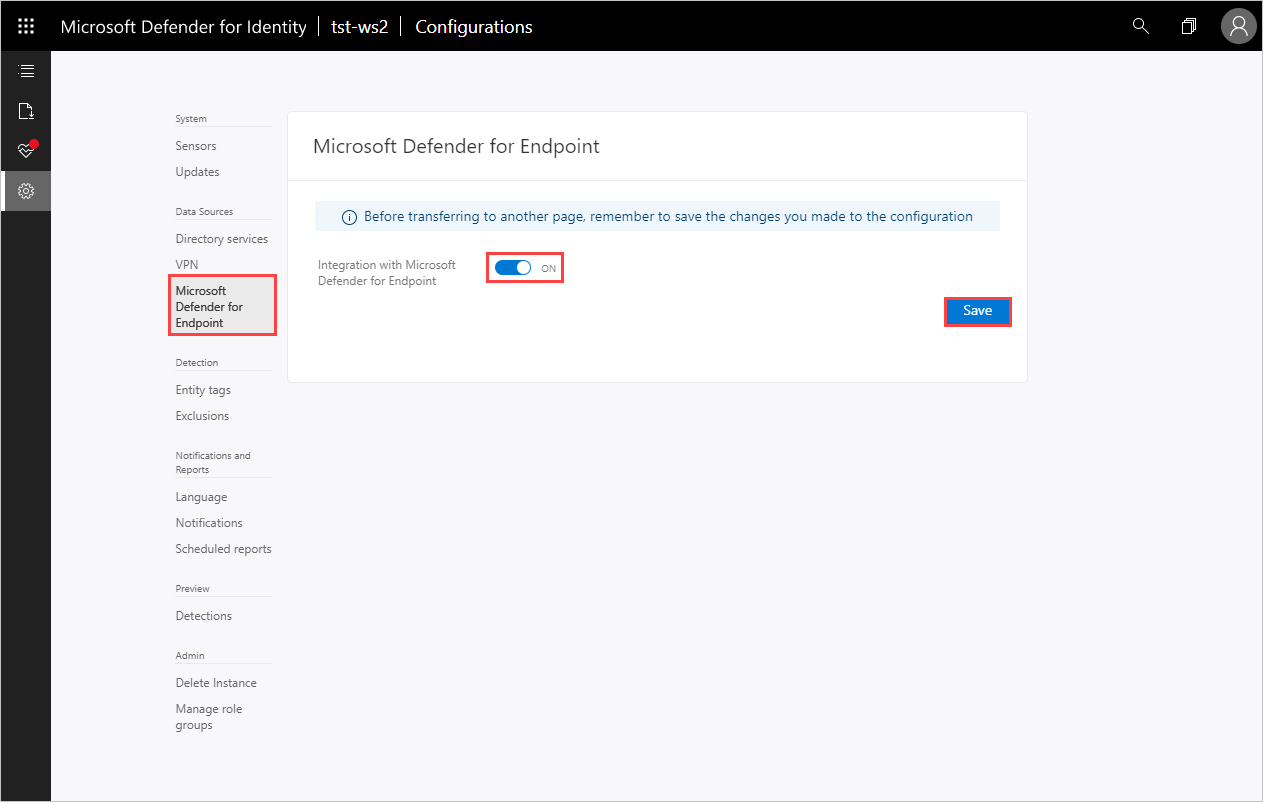 Microsoft Defender for Identity | tst-ws2 | Configurations
System
Sensors
Updates
Data Sources
Directory services
VPN
Microsoft
Defender for
Endpoint
Detection
Entity tags
Exclusions
Notifications and
Reports
Language
Notifications
Scheduled reports
Preview
Detections
Admin
Delete Instance
Manage role
groups
Microsoft Defender for Endpoint
Before transferring to another page, remember to save the changes you made to the configuration
Integration with Microsoft
Defender for Endpoint
ON
Save